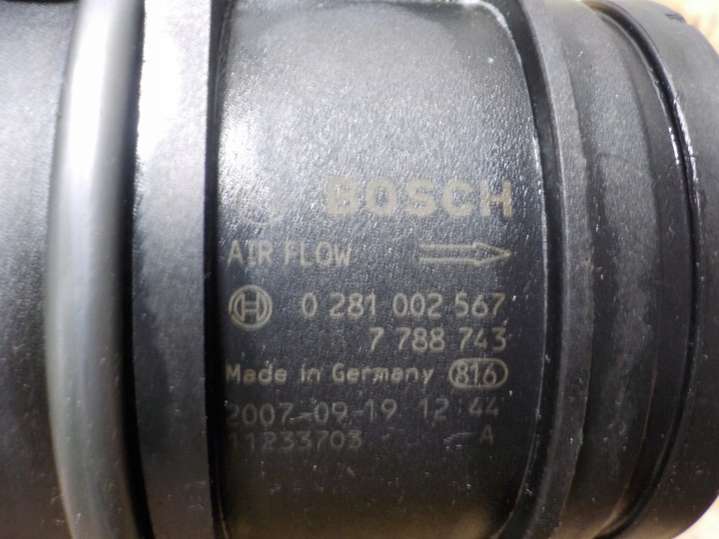 BOSCH
AIR FLOW
0 281 002 567
7 788 743
Made in Germany 816
2007-09-19 12:44
11233703 A